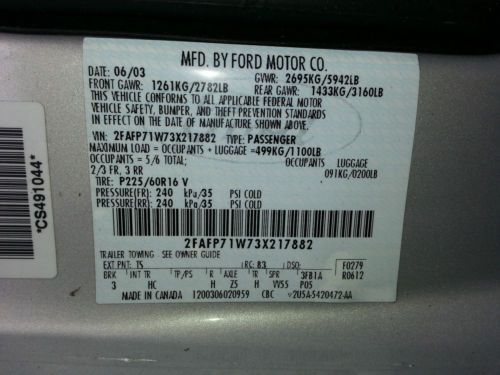 MFD. BY FORD MOTOR CO.
DATE: 06/03 GVWR: 2695KG/5942LB
FRONT GAWR: 1261KG/2782LB REAR GAWR: 1433KG/3160LB
THIS VEHICLE CONFORMS TO ALL APPLICABLE FEDERAL MOTOR
VEHICLE SAFETY, BUMPER, AND THEFT PREVENTION STANDARDS
IN EFFECT ON THE DATE OF MANUFACTURE SHOWN ABOVE.
VIN: 2FAFP71W73X217882 TYPE: PASSENGER
MAXIMUM LOAD = OCCUPANTS + LUGGAGE = 499KG/1100LB
OCCUPANTS = 5/6 TOTAL OCCUPANTS LUGGAGE
2/3 FR, 3 RR 091KG/0200LB
TIRE: P225/60R16 V
PRESSURE(FR): 240 kPa/35 PSI COLD
PRESSURE(RR): 240 kPa/35 PSI COLD
2FAFP71W73X217882
TRAILER TOWING - SEE OWNER GUIDE
EXT PNT: TS RC: 83 DSO: F0279
BRK INT TR TP/PS R AXLE TR SPR 3FB1A R0612
3 HC H Z5 H VV55 P05
MADE IN CANADA 1200306020959 CBC 2U5A-5420472-AA
*CS491044*